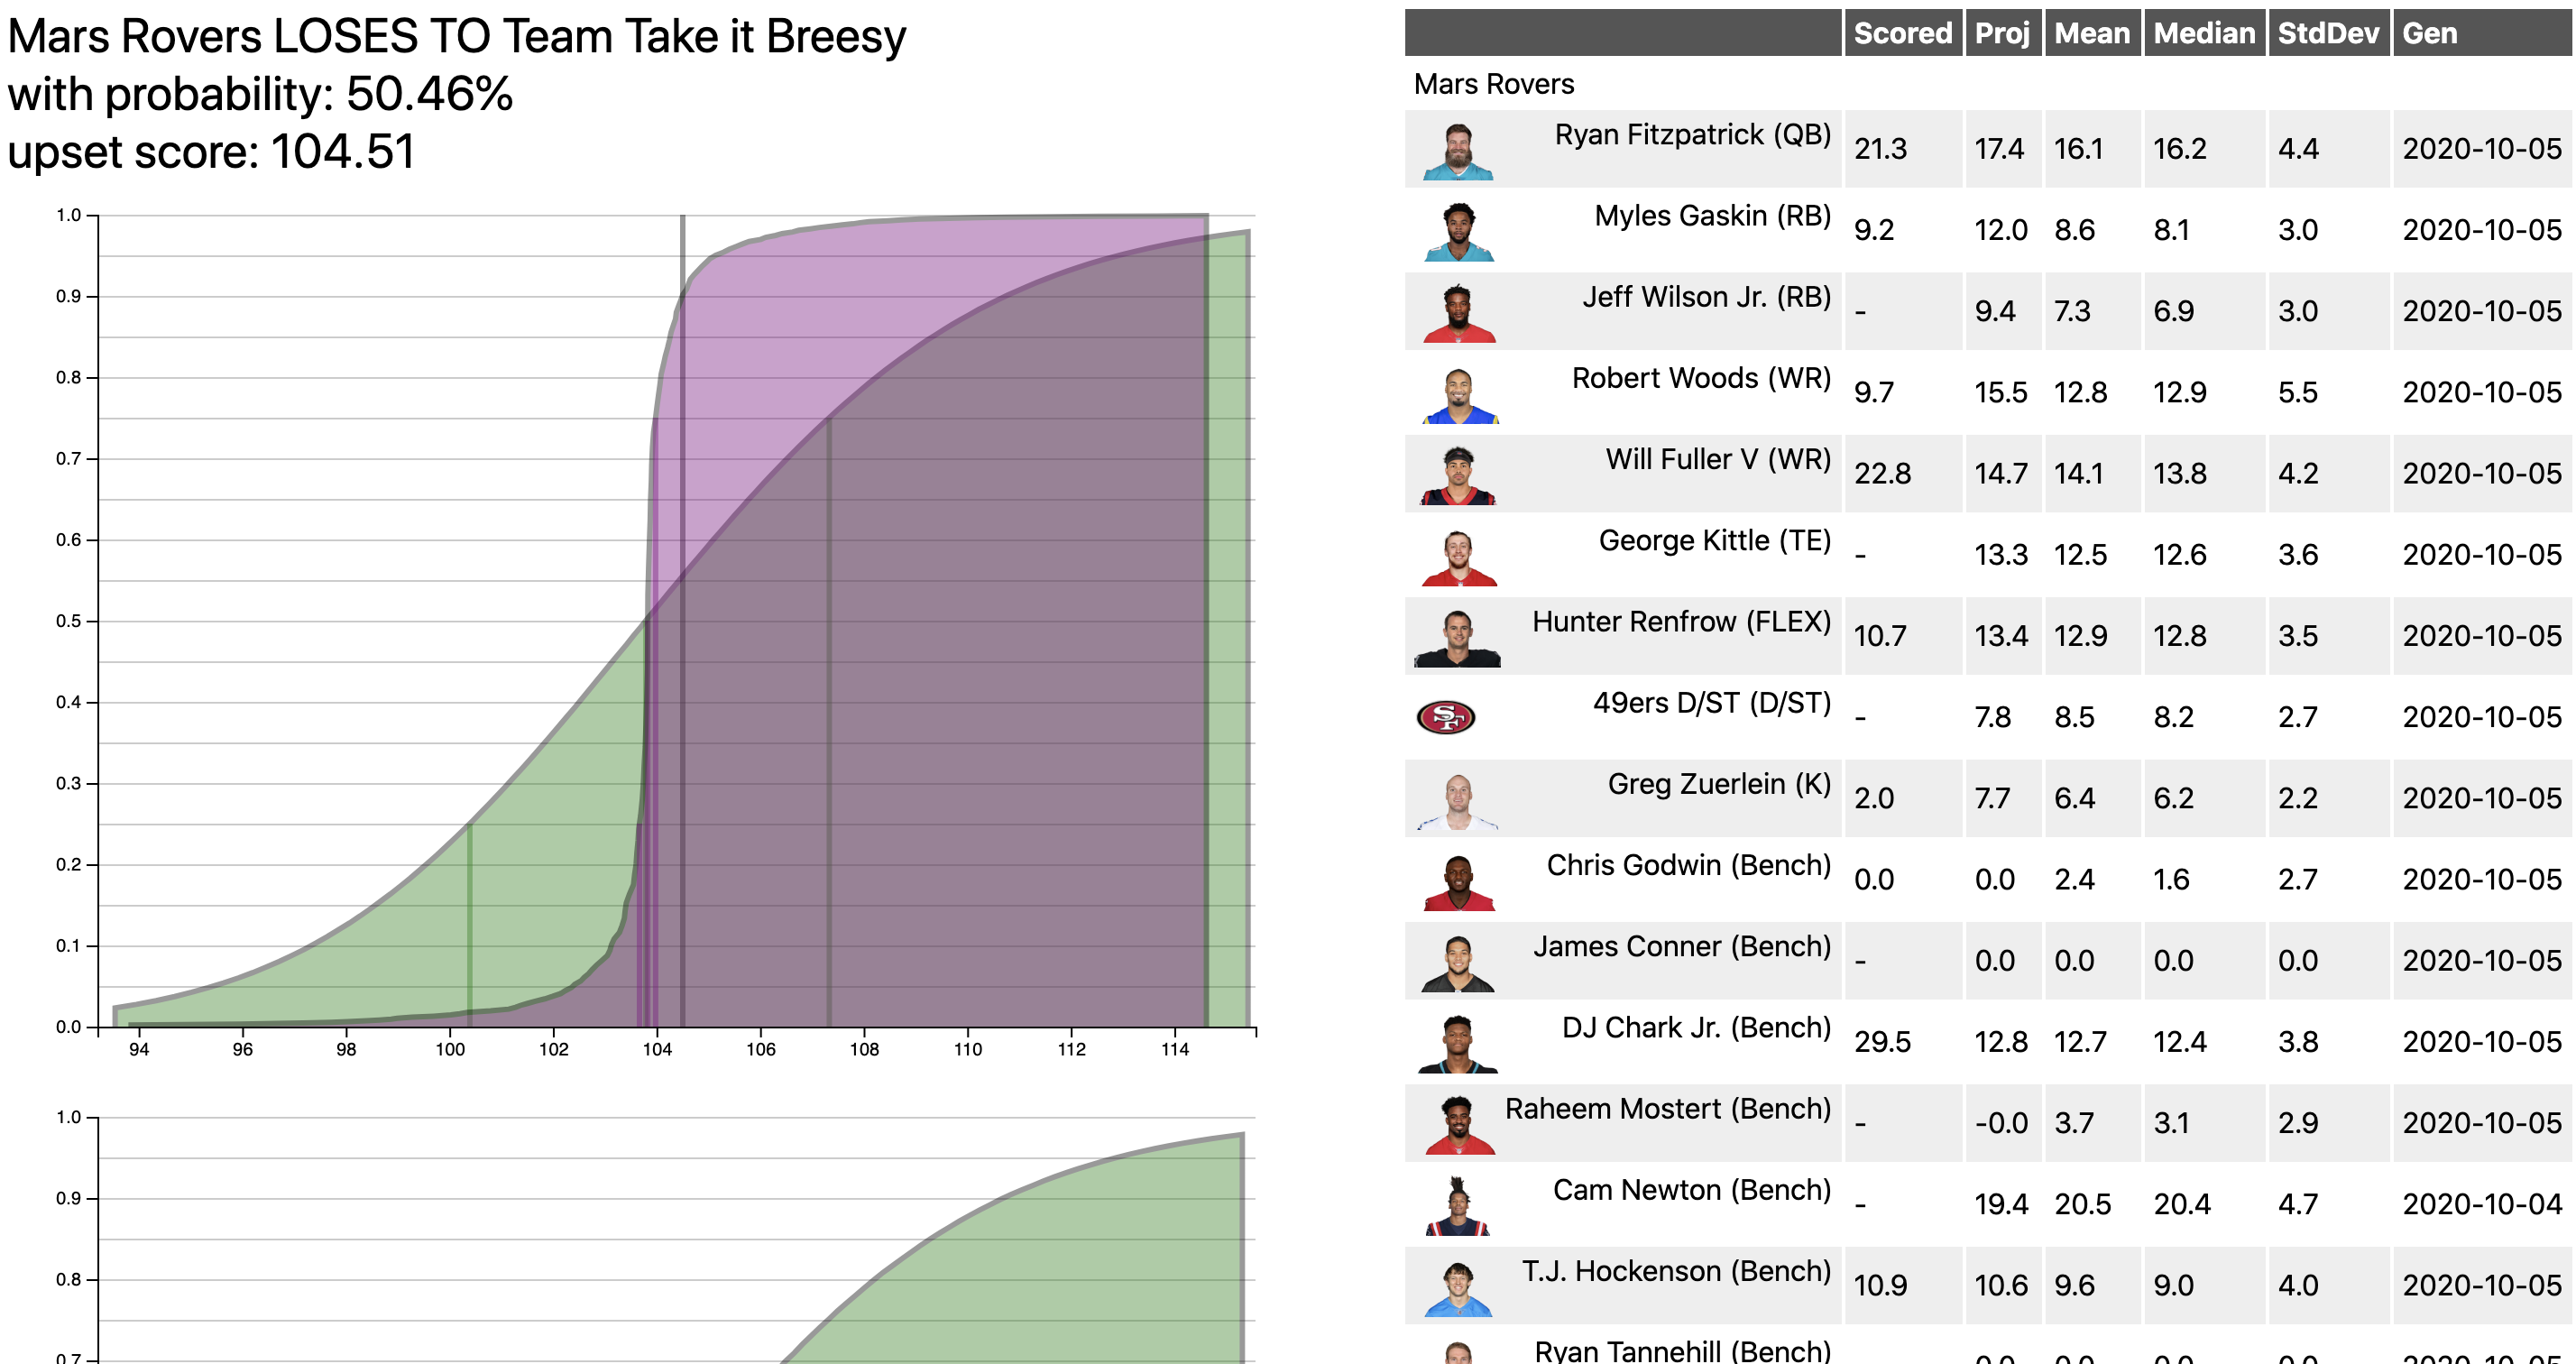 Mars Rovers LOSES TO Team Take it Breesy
with probability: 50.46%
upset score: 104.51
1.0
0.9
0.8
0.7
0.6
0.5
0.4
0.3
0.2
0.1
0.0
94 96 98 100 102 104 106 108 110 112 114
1.0
0.9
0.8
0.7
Scored Proj Mean Median StdDev Gen
Mars Rovers
Ryan Fitzpatrick (QB) 21.3 17.4 16.1 16.2 4.4 2020-10-05
Myles Gaskin (RB) 9.2 12.0 8.6 8.1 3.0 2020-10-05
Jeff Wilson Jr. (RB) - 9.4 7.3 6.9 3.0 2020-10-05
Robert Woods (WR) 9.7 15.5 12.8 12.9 5.5 2020-10-05
Will Fuller V (WR) 22.8 14.7 14.1 13.8 4.2 2020-10-05
George Kittle (TE) - 13.3 12.5 12.6 3.6 2020-10-05
Hunter Renfrow (FLEX) 10.7 13.4 12.9 12.8 3.5 2020-10-05
SF 49ers D/ST (D/ST) - 7.8 8.5 8.2 2.7 2020-10-05
Greg Zuerlein (K) 2.0 7.7 6.4 6.2 2.2 2020-10-05
Chris Godwin (Bench) 0.0 0.0 2.4 1.6 2.7 2020-10-05
James Conner (Bench) - 0.0 0.0 0.0 0.0 2020-10-05
DJ Chark Jr. (Bench) 29.5 12.8 12.7 12.4 3.8 2020-10-05
Raheem Mostert (Bench) - -0.0 3.7 3.1 2.9 2020-10-05
Cam Newton (Bench) - 19.4 20.5 20.4 4.7 2020-10-04
T.J. Hockenson (Bench) 10.9 10.6 9.6 9.0 4.0 2020-10-05
Ryan Tannehill (Bench)